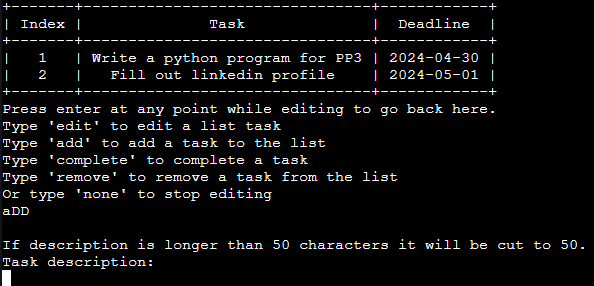 +-------+--------------------------------+------------+
| Index |              Task              |  Deadline  |
+-------+--------------------------------+------------+
|   1   | Write a python program for PP3 | 2024-04-30 |
|   2   |   Fill out linkedin profile    | 2024-05-01 |
+-------+--------------------------------+------------+
Press enter at any point while editing to go back here.
Type 'edit' to edit a list task
Type 'add' to add a task to the list
Type 'complete' to complete a task
Type 'remove' to remove a task from the list
Or type 'none' to stop editing
aDD
If description is longer than 50 characters it will be cut to 50.
Task description: